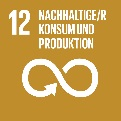 12 NACHHALTIGE/R
KONSUM UND
PRODUKTION